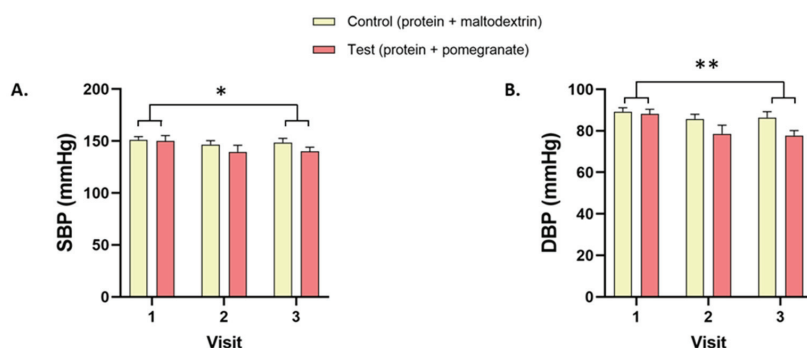 Control (protein + maltodextrin)
Test (protein + pomegranate)
A.
SBP (mmHg)
200
150
100
50
0
*
1 2 3
Visit
B.
DBP (mmHg)
100
80
60
40
20
0
**
1 2 3
Visit